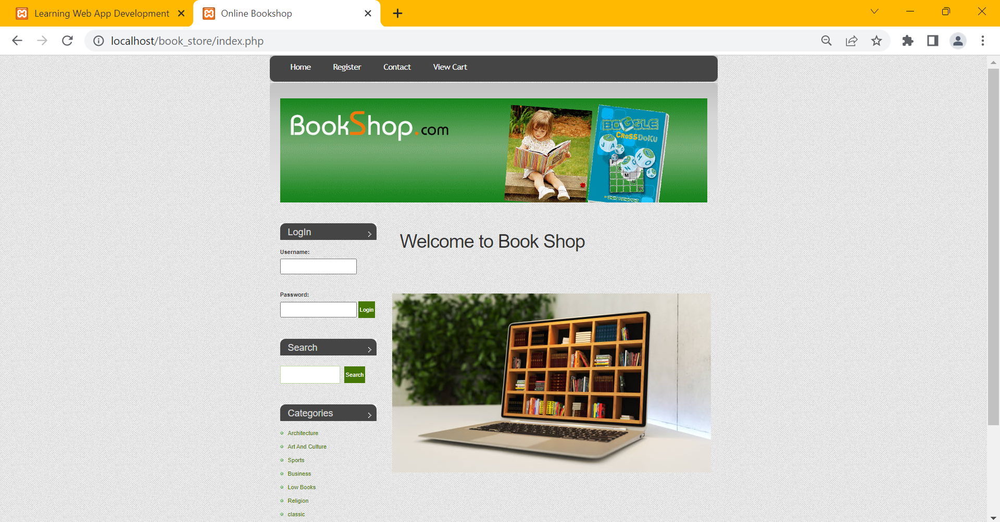 Learning Web App Development
Online Bookshop
localhost/book_store/index.php
Home Register Contact View Cart
BookShop.com
BOGGLE
CROSSDOKU
LogIn
Welcome to Book Shop
Username:
Password:
Login
Search
Search
Categories
Architecture
Art And Culture
Sports
Business
Low Books
Religion
classic